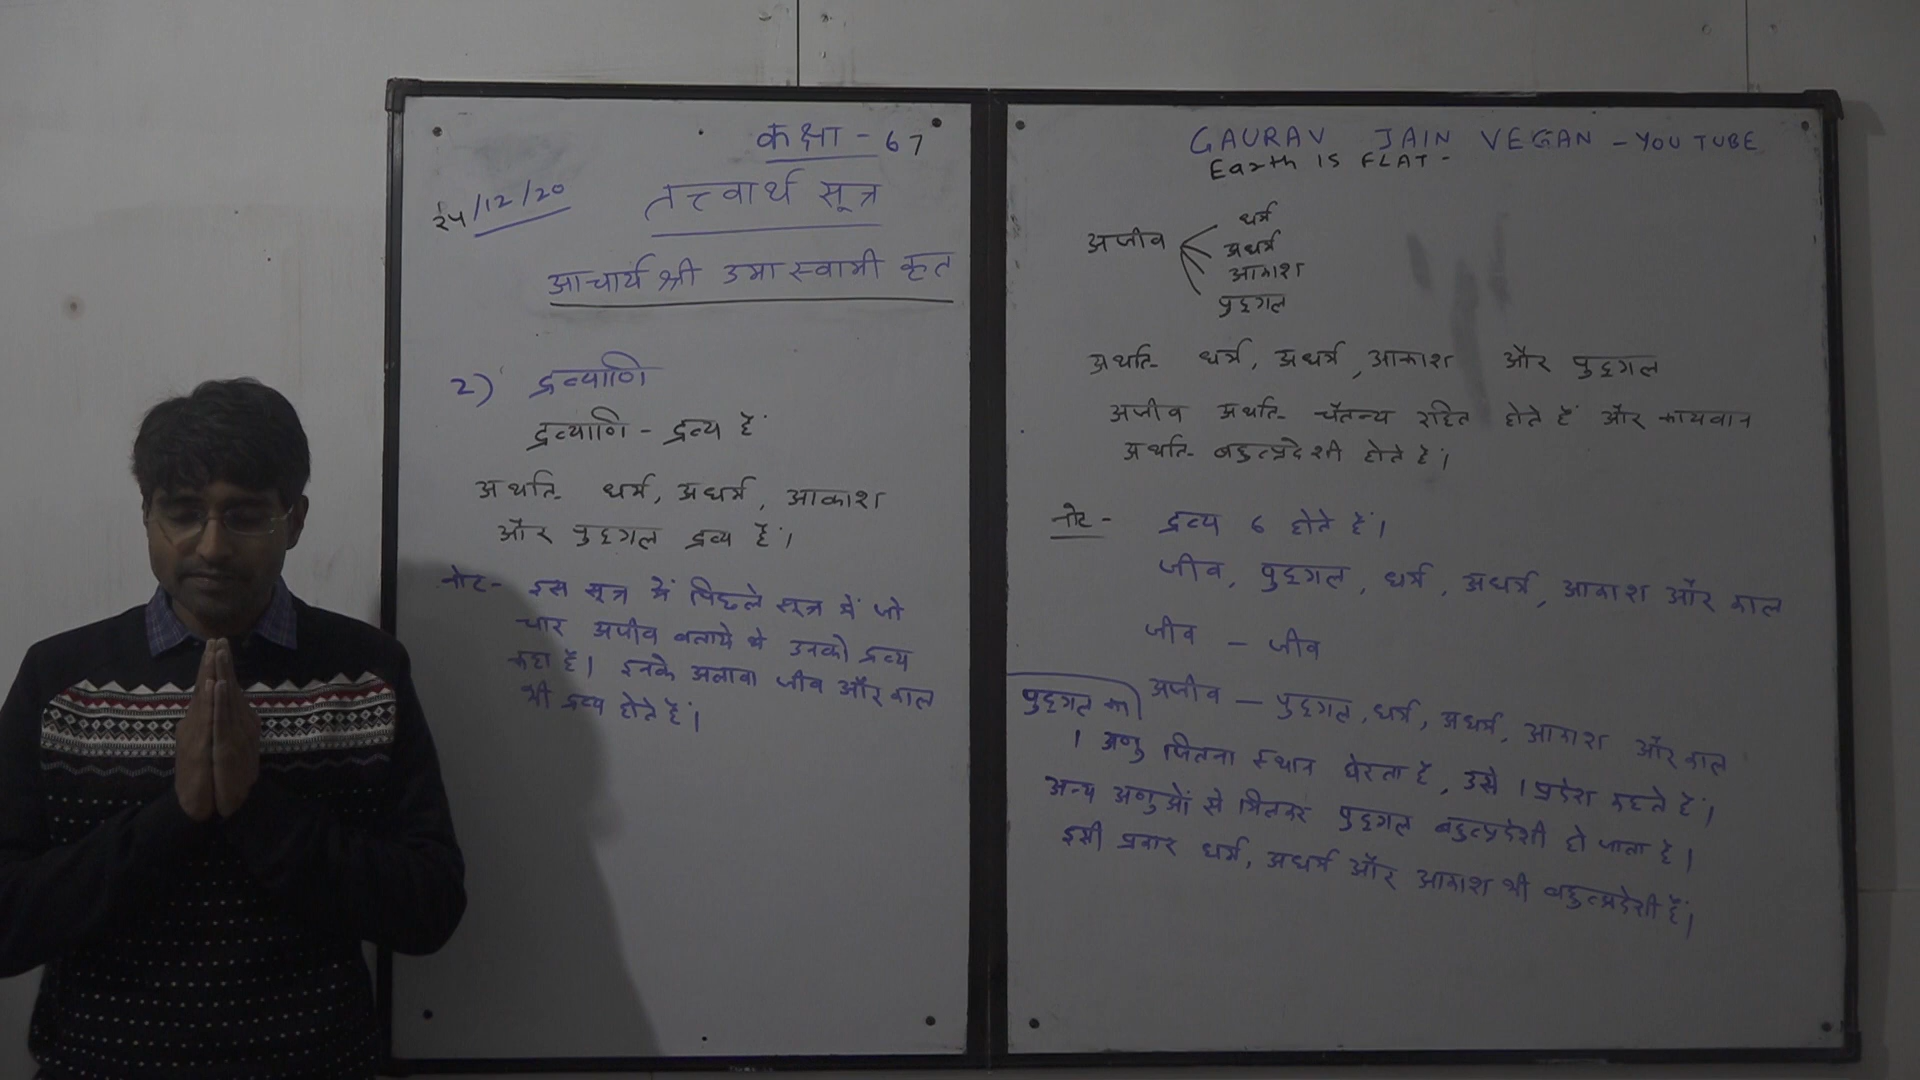 कक्षा - 67
25/12/20
तत्त्वार्थ सूत्र
आचार्य श्री उमास्वामी कृत
2) द्रव्याणि
द्रव्याणि - द्रव्य हैं
अर्थात- धर्म, अधर्म, आकाश
और पुद्गल द्रव्य हैं।
नोट- इस सूत्र में पिछले सूत्र में जो
चार अजीव बताये थे उनको द्रव्य
कहा है। इनके अलावा जीव और काल
भी द्रव्य होते हैं।
GAURAV JAIN VEGAN - YOU TUBE
Earth IS FLAT -
धर्म
अजीव अधर्म
आकाश
पुद्गल
अर्थात- धर्म, अधर्म, आकाश और पुद्गल
अजीव अर्थात- चैतन्य रहित होते हैं और कायवान
अर्थात- बहुत्प्रदेशी होते हैं।
नोट - द्रव्य 6 होते हैं।
जीव, पुद्गल, धर्म, अधर्म, आकाश और काल
जीव - जीव
अजीव - पुद्गल, धर्म, अधर्म, आकाश और काल
पुद्गल का
1 अणु जितना स्थान घेरता है, उसे 1 प्रदेश कहते हैं।
अन्य अणुओं से मिलकर पुद्गल बहुत्प्रदेशी हो जाता है।
इसी प्रकार धर्म, अधर्म और आकाश भी बहुत्प्रदेशी हैं।